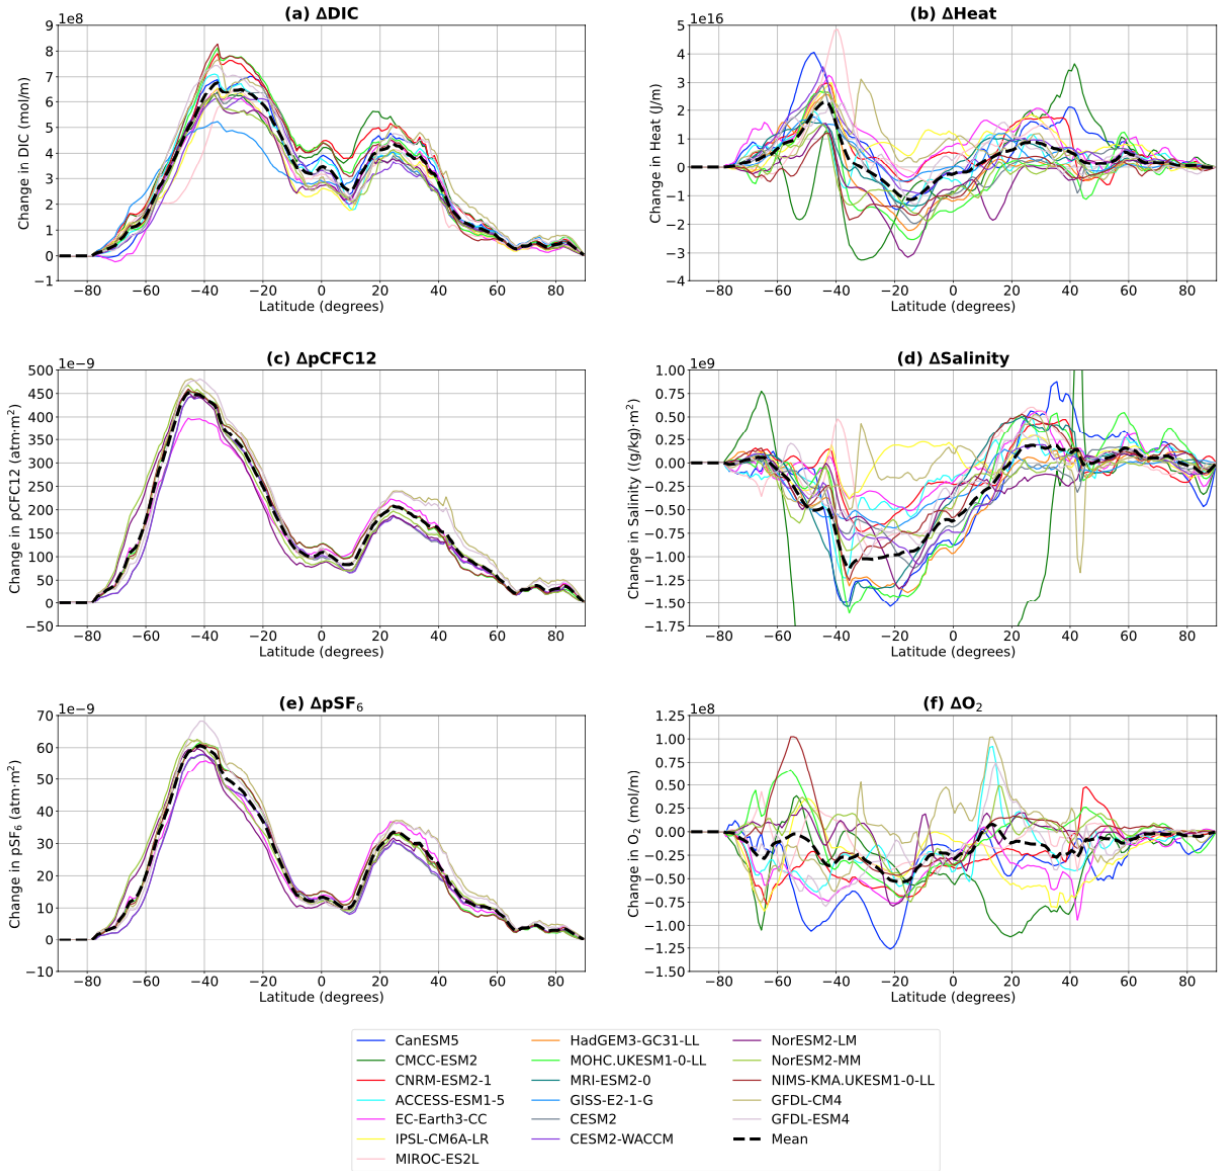 (a) ΔDIC
1e8
9
8
7
6
5
4
3
2
1
0
−1
Change in DIC (mol/m)
−80 −60 −40 −20 0 20 40 60 80
Latitude (degrees)
(b) ΔHeat
1e16
5
4
3
2
1
0
−1
−2
−3
−4
Change in Heat (J/m)
−80 −60 −40 −20 0 20 40 60 80
Latitude (degrees)
(c) ΔpCFC12
1e−9
500
450
400
350
300
250
200
150
100
50
0
−50
Change in pCFC12 (atm·m²)
−80 −60 −40 −20 0 20 40 60 80
Latitude (degrees)
(d) ΔSalinity
1e9
1.00
0.75
0.50
0.25
0.00
−0.25
−0.50
−0.75
−1.00
−1.25
−1.50
−1.75
Change in Salinity ((g/kg)·m²)
−80 −60 −40 −20 0 20 40 60 80
Latitude (degrees)
(e) ΔpSF₆
1e−9
70
60
50
40
30
20
10
0
−10
Change in pSF₆ (atm·m²)
−80 −60 −40 −20 0 20 40 60 80
Latitude (degrees)
(f) ΔO₂
1e8
1.25
1.00
0.75
0.50
0.25
0.00
−0.25
−0.50
−0.75
−1.00
−1.25
−1.50
Change in O₂ (mol/m)
−80 −60 −40 −20 0 20 40 60 80
Latitude (degrees)
CanESM5
CMCC-ESM2
CNRM-ESM2-1
ACCESS-ESM1-5
EC-Earth3-CC
IPSL-CM6A-LR
MIROC-ES2L
HadGEM3-GC31-LL
MOHC.UKESM1-0-LL
MRI-ESM2-0
GISS-E2-1-G
CESM2
CESM2-WACCM
NorESM2-LM
NorESM2-MM
NIMS-KMA.UKESM1-0-LL
GFDL-CM4
GFDL-ESM4
Mean